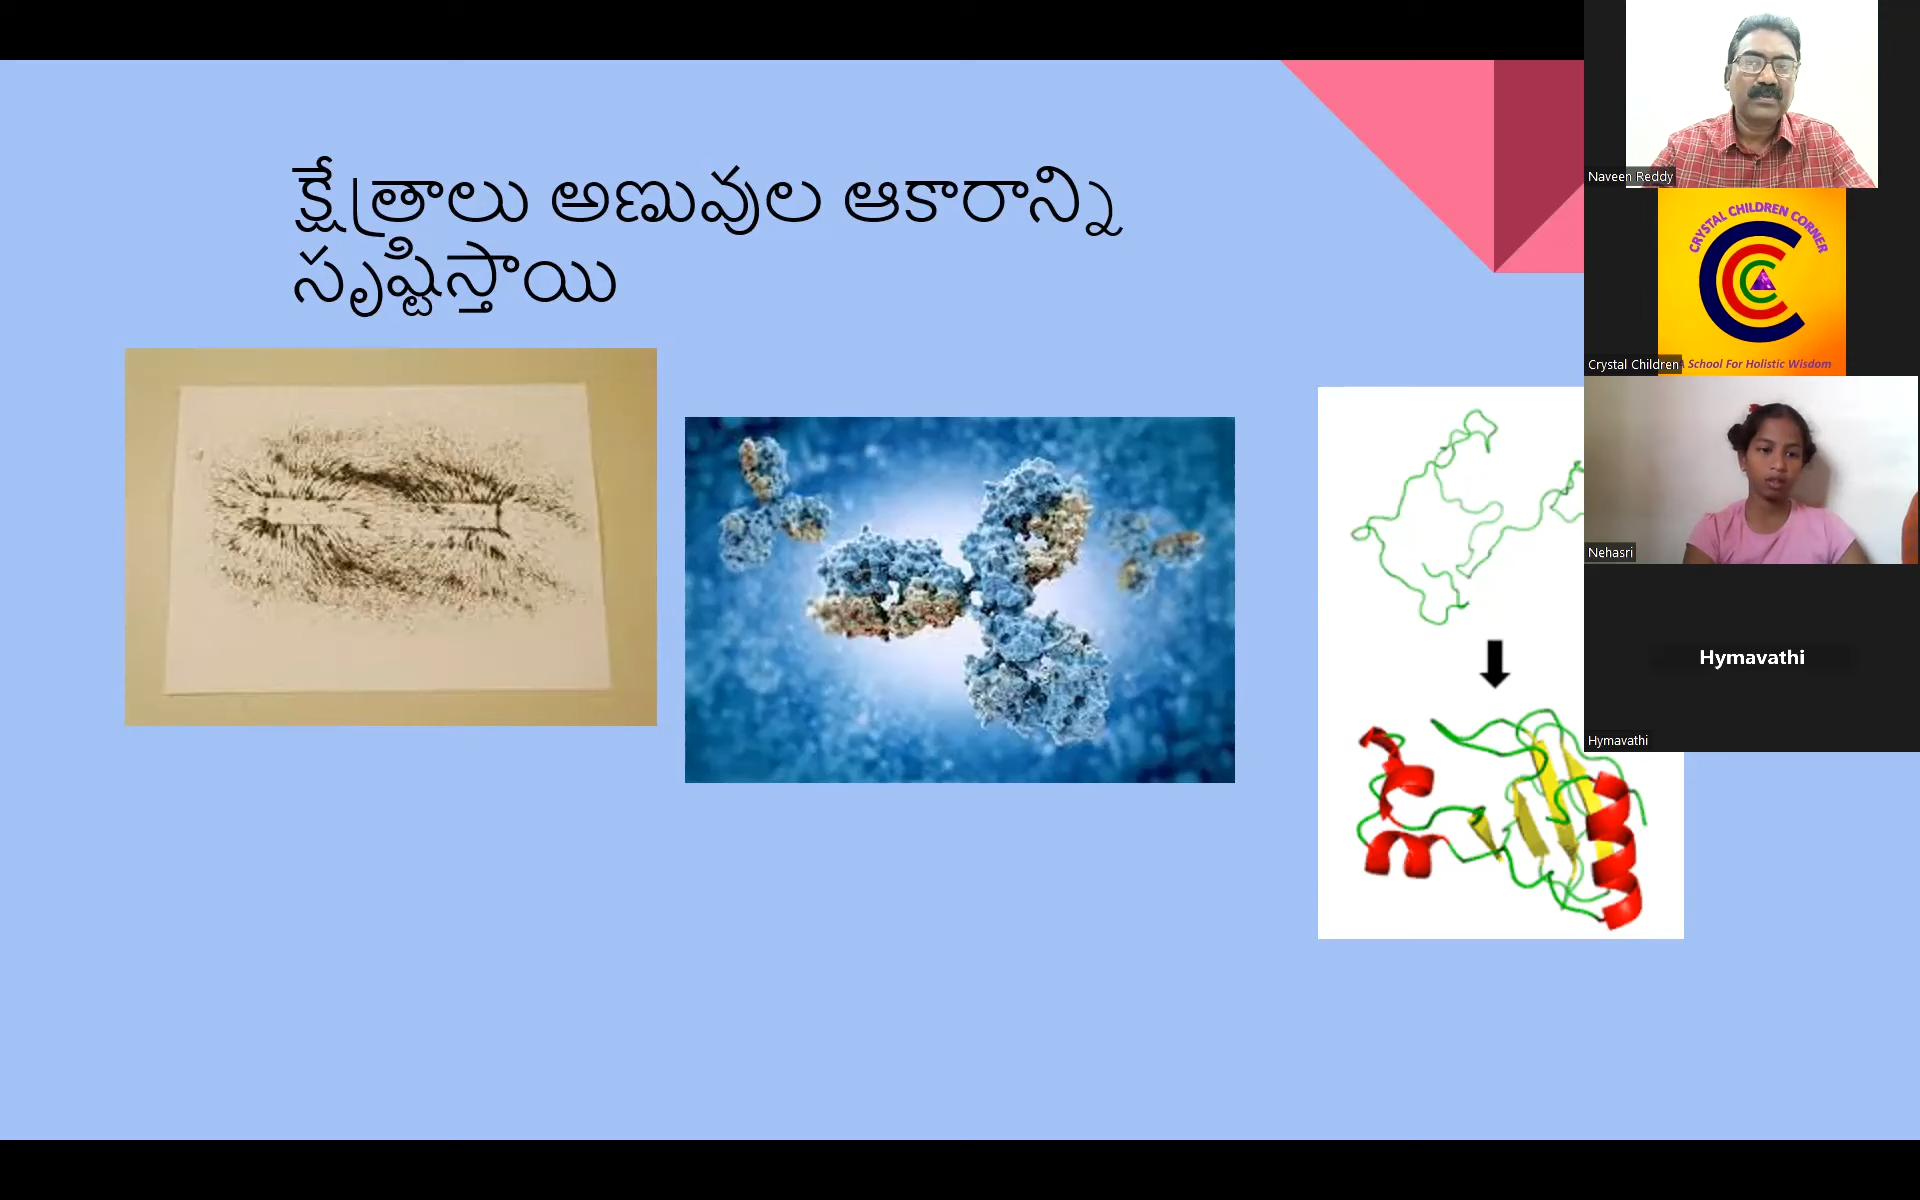 క్షేత్రాలు అణువుల ఆకారాన్ని
సృష్టిస్తాయి
Naveen Reddy
CRYSTAL CHILDREN CORNER
A School For Holistic Wisdom
Crystal Children
Nehasri
Hymavathi
Hymavathi